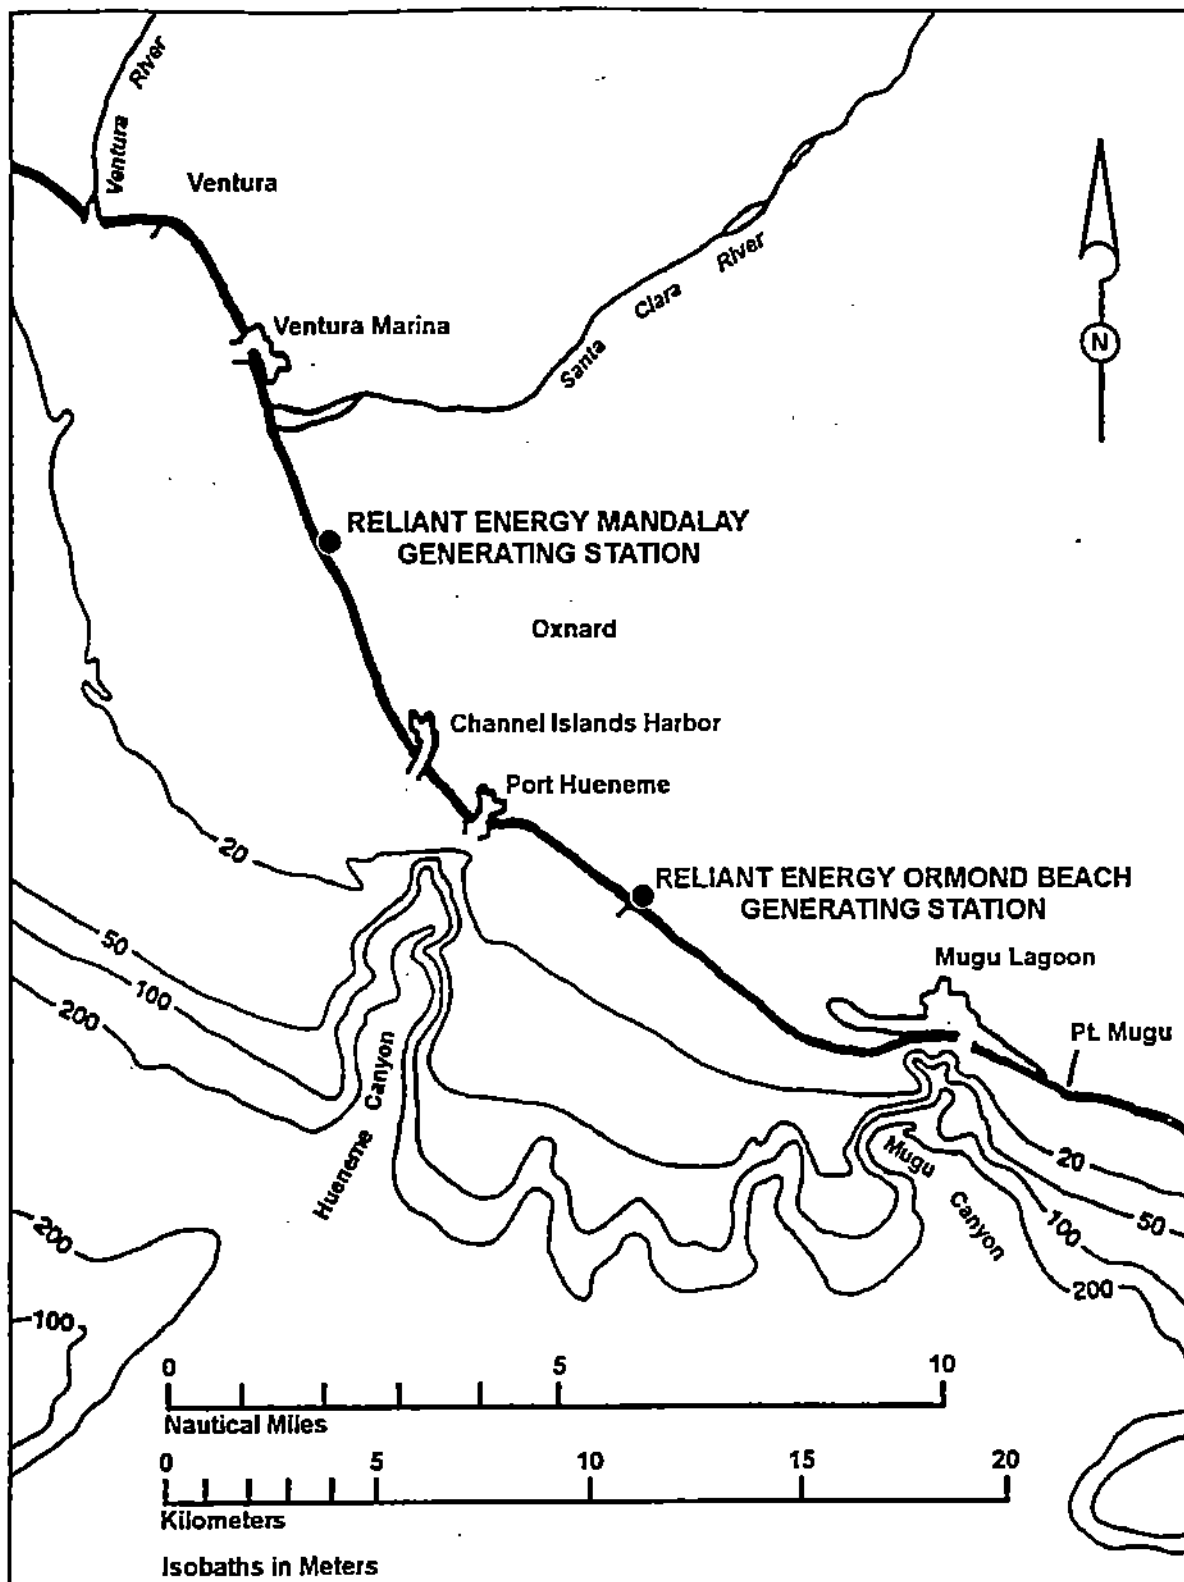 Ventura River
Ventura
Ventura Marina
Santa Clara River
N
RELIANT ENERGY MANDALAY
GENERATING STATION
Oxnard
Channel Islands Harbor
Port Hueneme
20
RELIANT ENERGY ORMOND BEACH
GENERATING STATION
50
Mugu Lagoon
100
200
Pt. Mugu
Hueneme Canyon
Mugu Canyon
20
50
100
200
200
100
0 5 10
Nautical Miles
0 5 10 15 20
Kilometers
Isobaths in Meters